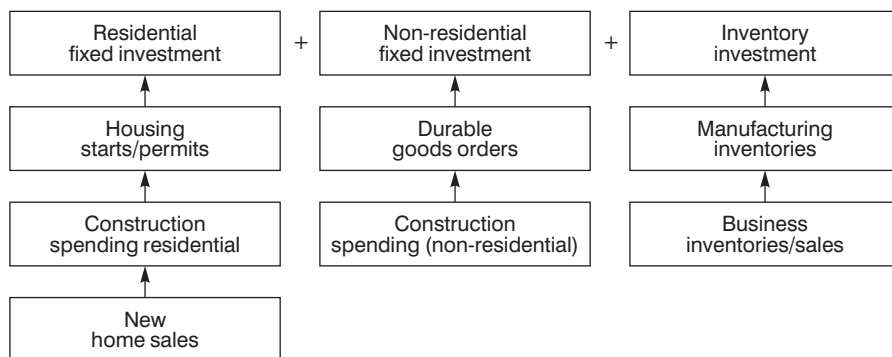 Residential
fixed investment
+
Non-residential
fixed investment
+
Inventory
investment
Housing
starts/permits
Durable
goods orders
Manufacturing
inventories
Construction
spending residential
Construction
spending (non-residential)
Business
inventories/sales
New
home sales